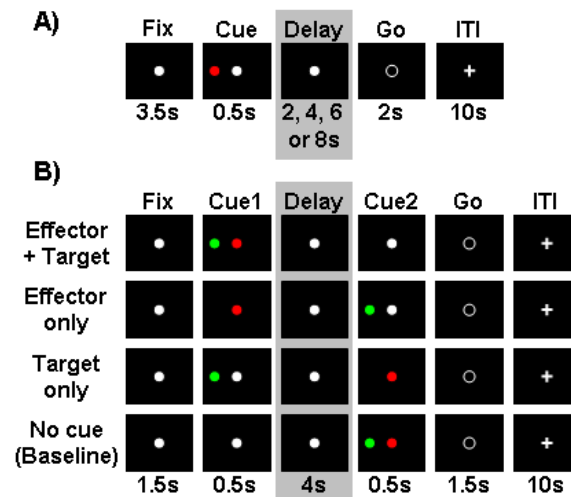 A)
Fix Cue Delay Go ITI
3.5s 0.5s 2, 4, 6 2s 10s
or 8s
B)
Fix Cue1 Delay Cue2 Go ITI
Effector
+ Target
Effector
only
Target
only
No cue
(Baseline)
1.5s 0.5s 4s 0.5s 1.5s 10s